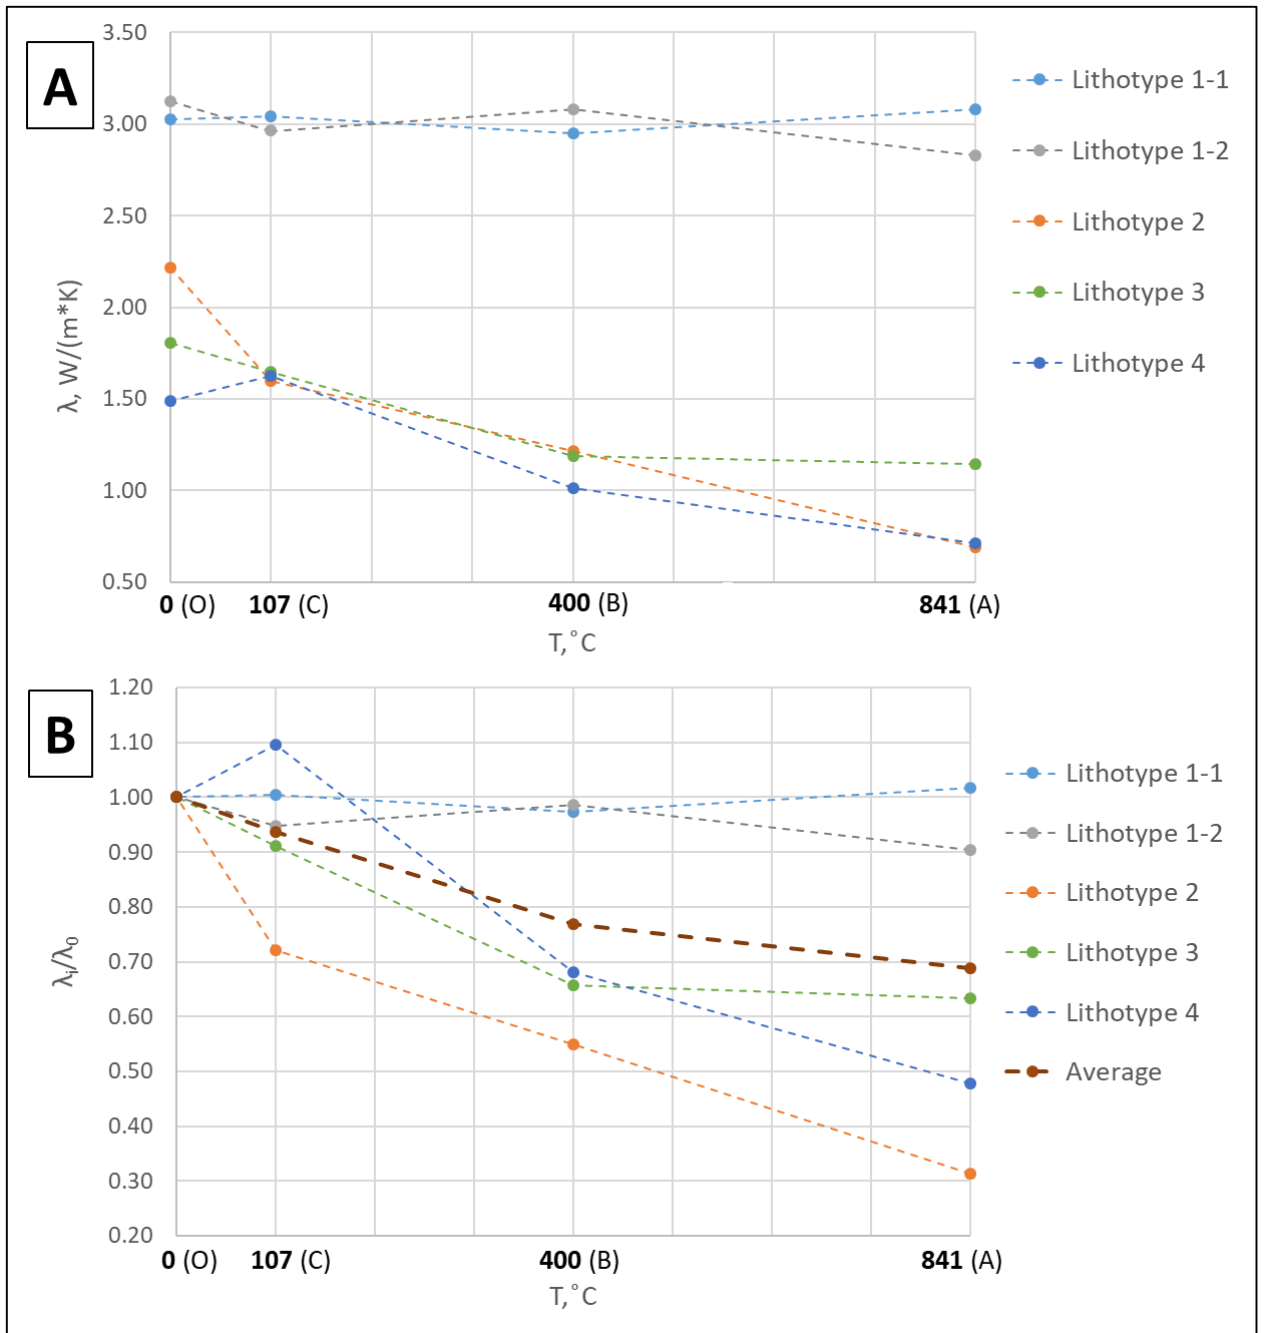 A
3.50
3.00
2.50
2.00
1.50
1.00
0.50
λ, W/(m*K)
0 (O) 107 (C) 400 (B) 841 (A)
T,°C
Lithotype 1-1
Lithotype 1-2
Lithotype 2
Lithotype 3
Lithotype 4
B
1.20
1.10
1.00
0.90
0.80
0.70
0.60
0.50
0.40
0.30
0.20
λi/λ0
0 (O) 107 (C) 400 (B) 841 (A)
T,°C
Lithotype 1-1
Lithotype 1-2
Lithotype 2
Lithotype 3
Lithotype 4
Average